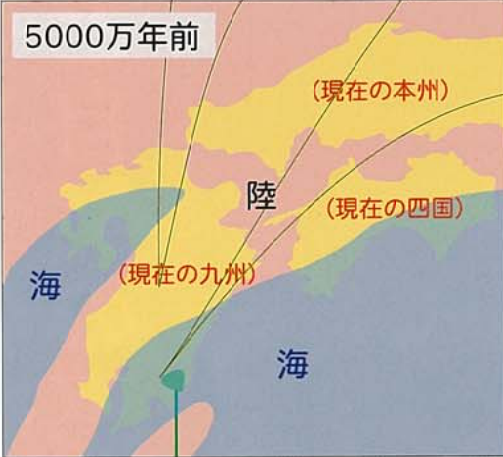 5000万年前
(現在の本州)
陸
(現在の四国)
(現在の九州)
海
海